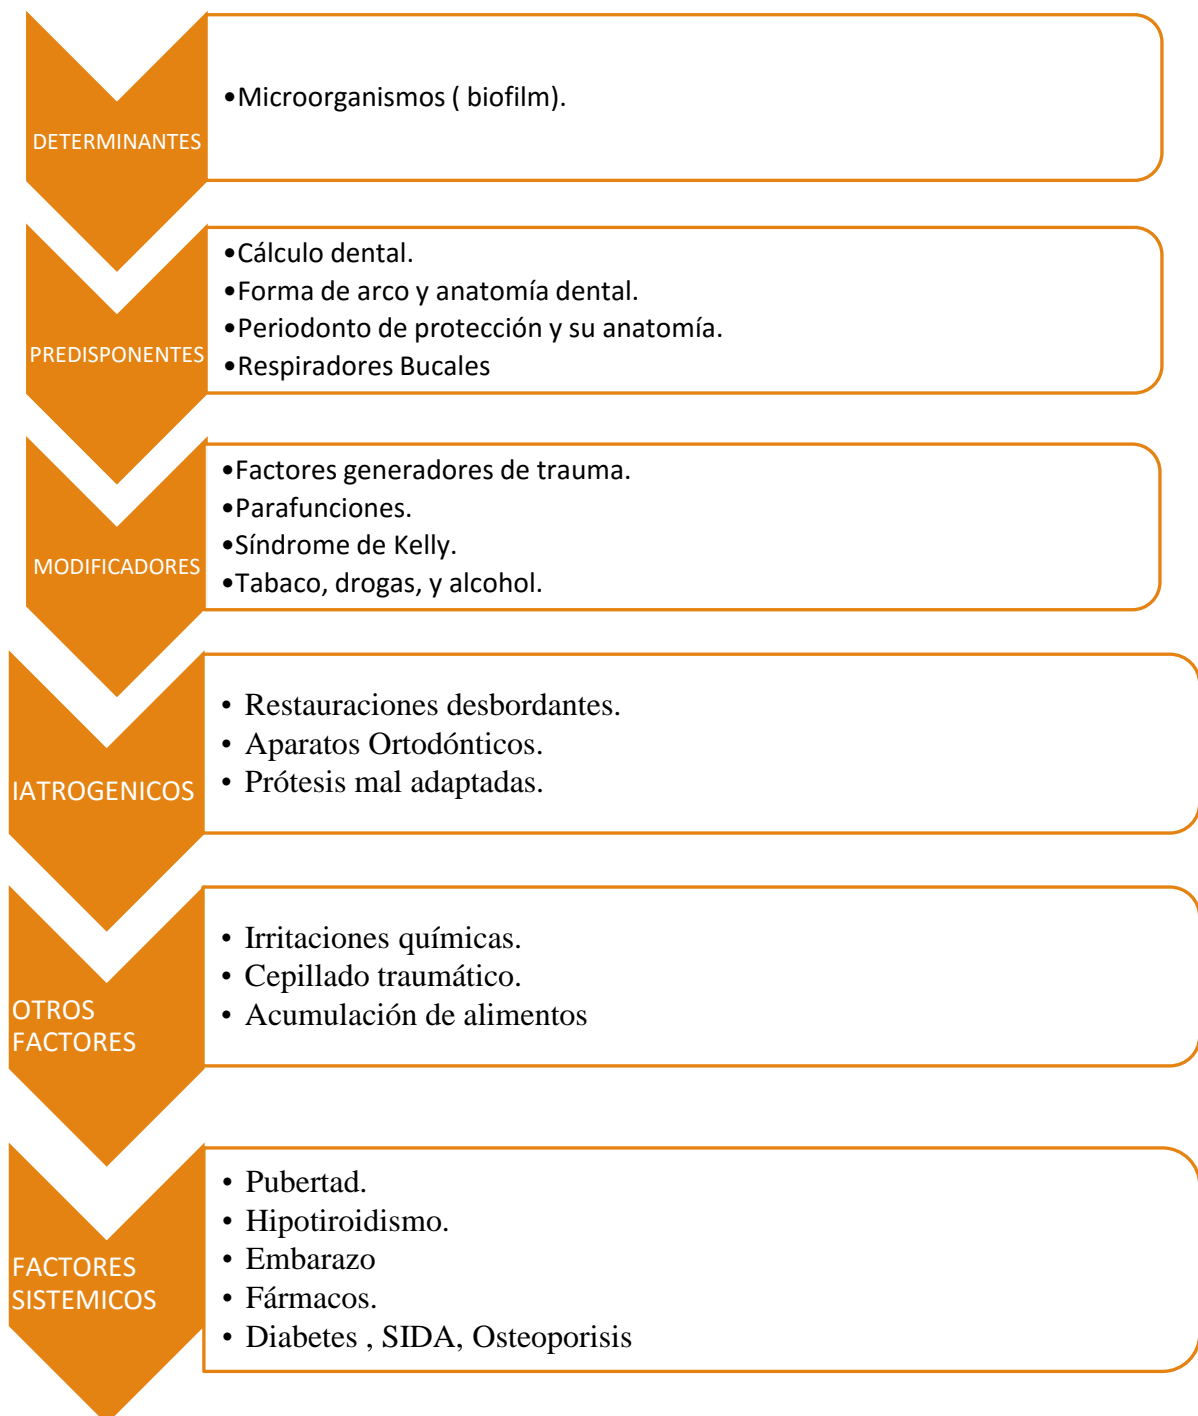 DETERMINANTES
•Microorganismos ( biofilm).
PREDISPONENTES
•Cálculo dental.
•Forma de arco y anatomía dental.
•Periodonto de protección y su anatomía.
•Respiradores Bucales
MODIFICADORES
•Factores generadores de trauma.
•Parafunciones.
•Síndrome de Kelly.
•Tabaco, drogas, y alcohol.
IATROGENICOS
• Restauraciones desbordantes.
• Aparatos Ortodónticos.
• Prótesis mal adaptadas.
OTROS
FACTORES
• Irritaciones químicas.
• Cepillado traumático.
• Acumulación de alimentos
FACTORES
SISTEMICOS
• Pubertad.
• Hipotiroidismo.
• Embarazo
• Fármacos.
• Diabetes , SIDA, Osteoporisis